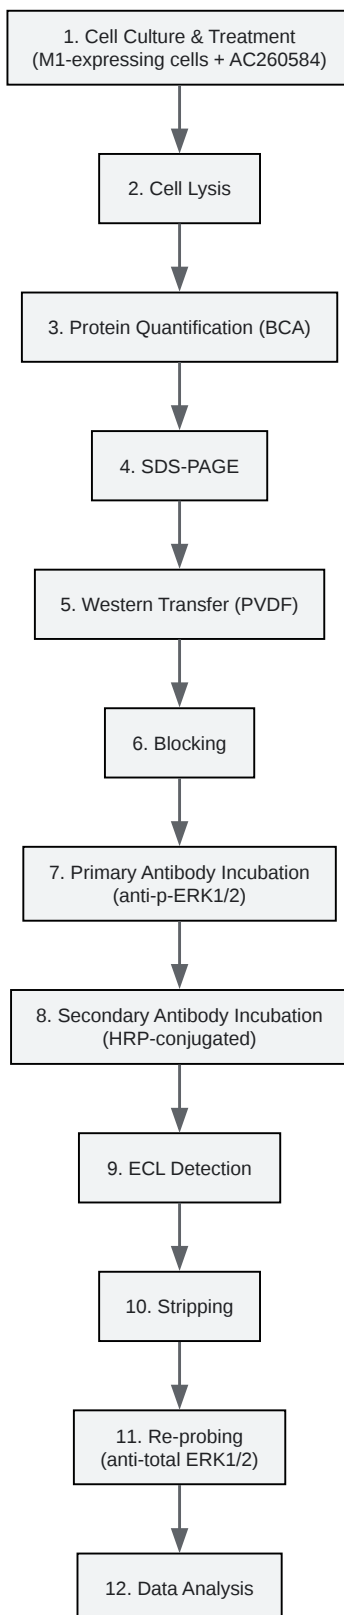 1. Cell Culture & Treatment
(M1-expressing cells + AC260584)
2. Cell Lysis
3. Protein Quantification (BCA)
4. SDS-PAGE
5. Western Transfer (PVDF)
6. Blocking
7. Primary Antibody Incubation
(anti-p-ERK1/2)
8. Secondary Antibody Incubation
(HRP-conjugated)
9. ECL Detection
10. Stripping
11. Re-probing
(anti-total ERK1/2)
12. Data Analysis